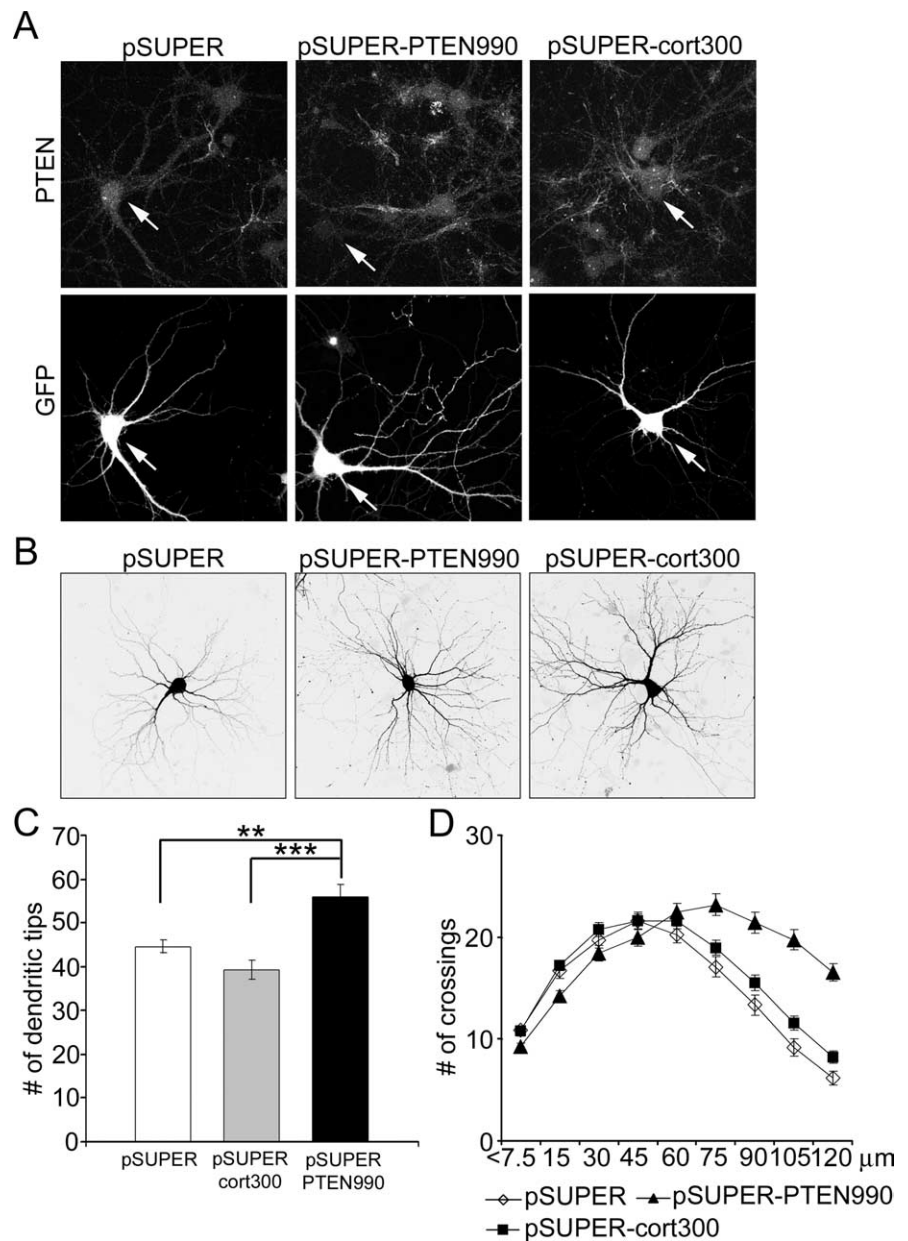 A
pSUPER pSUPER-PTEN990 pSUPER-cort300
PTEN
GFP
B
pSUPER pSUPER-PTEN990 pSUPER-cort300
C
70
60
50
40
30
20
10
0
# of dendritic tips
**
***
pSUPER
pSUPER
cort300
pSUPER
PTEN990
D
30
20
10
0
# of crossings
<7.5 15 30 45 60 75 90 105 120 μm
pSUPER pSUPER-PTEN990
pSUPER-cort300